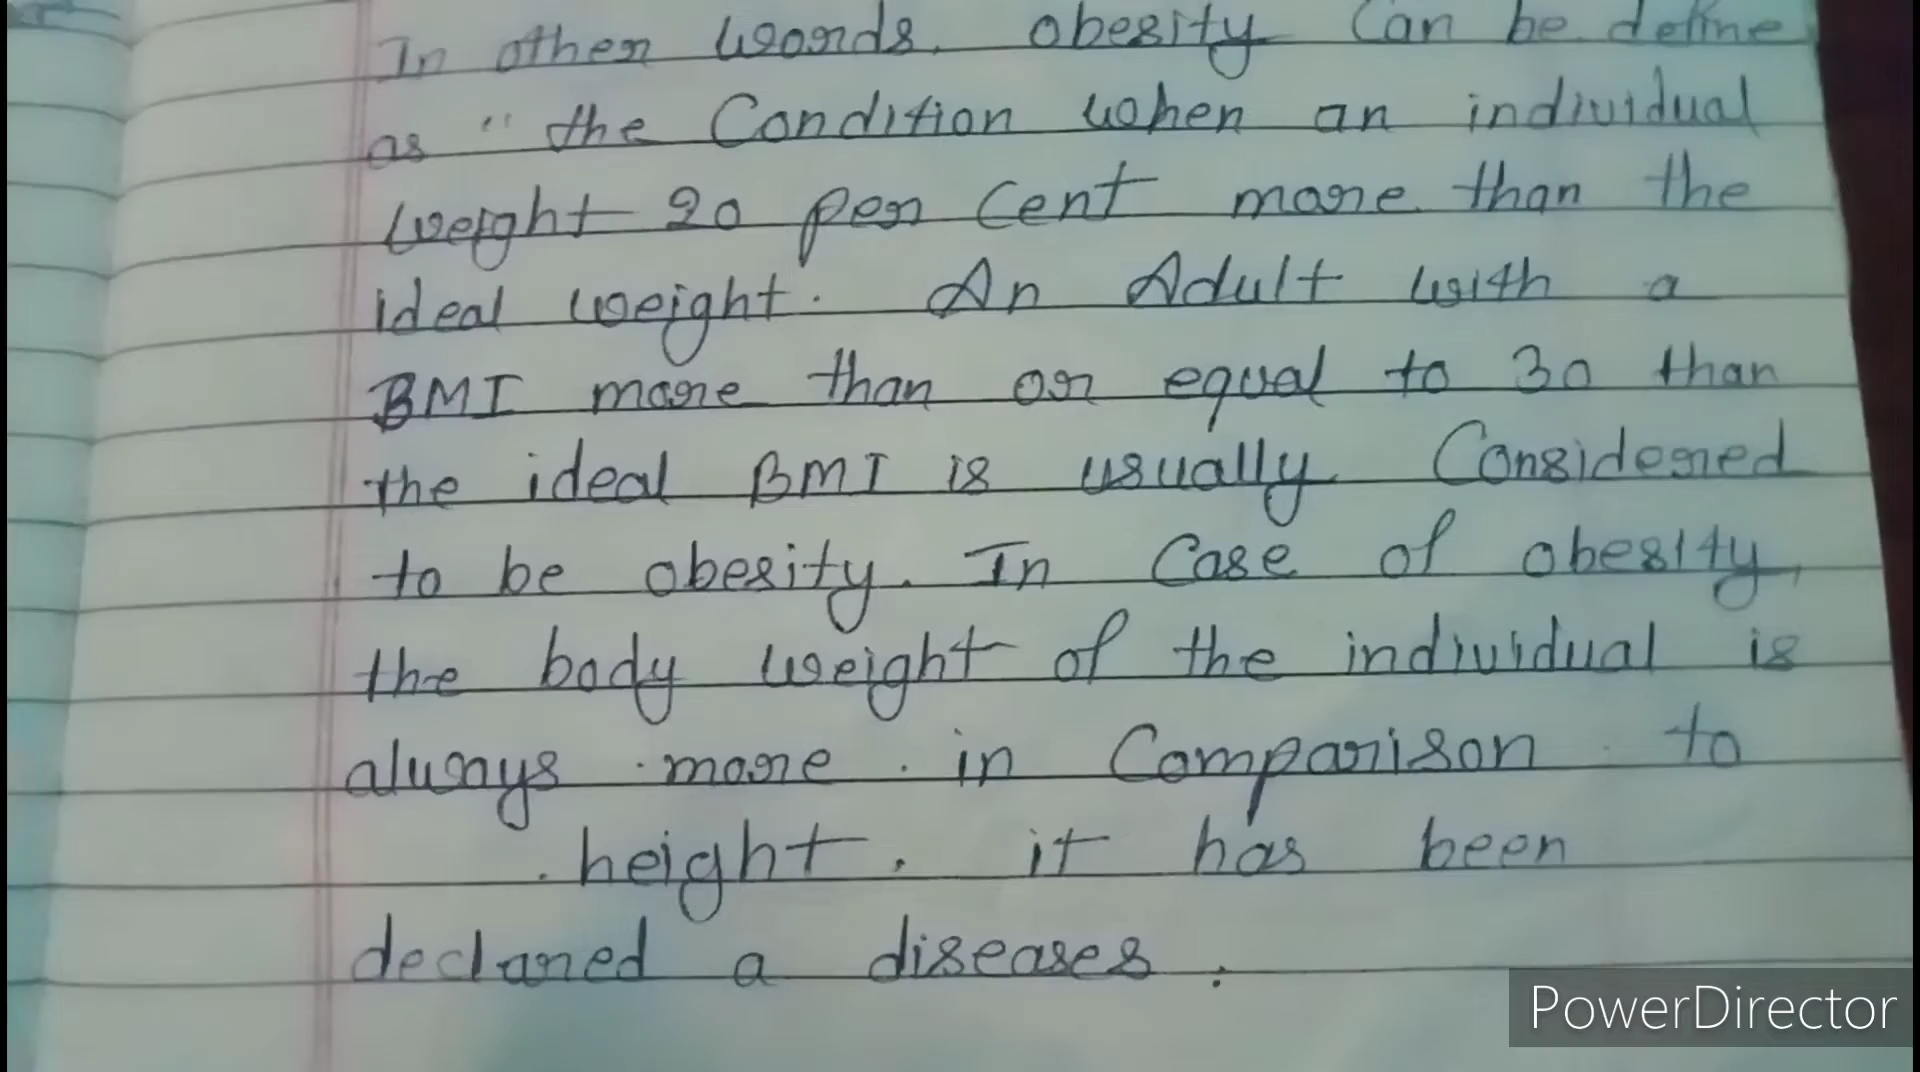 In other words, obesity can be define
as " the Condition when an individual
weight 20 per cent more than the
ideal weight. An Adult with a
BMI more than or equal to 30 than
the ideal BMI is usually Considered
to be obesity. In Case of obesity,
the body weight of the individual is
always more in Comparison to
height. it has been
declared a diseases.
PowerDirector